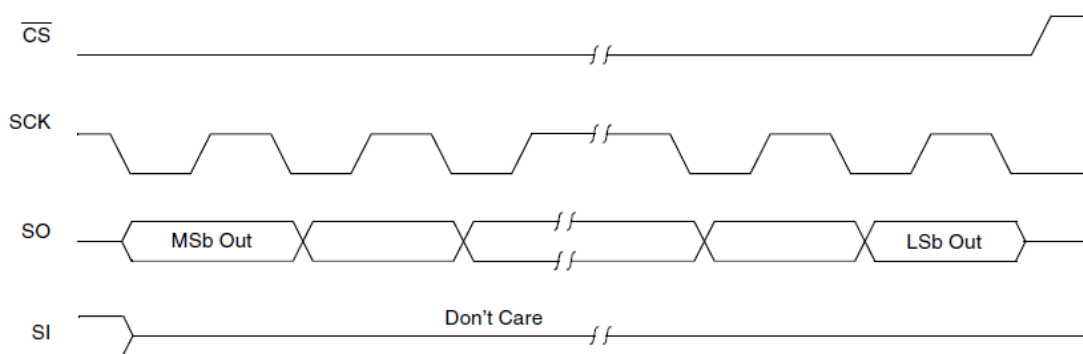 CS
SCK
SO
MSb Out
LSb Out
SI
Don't Care